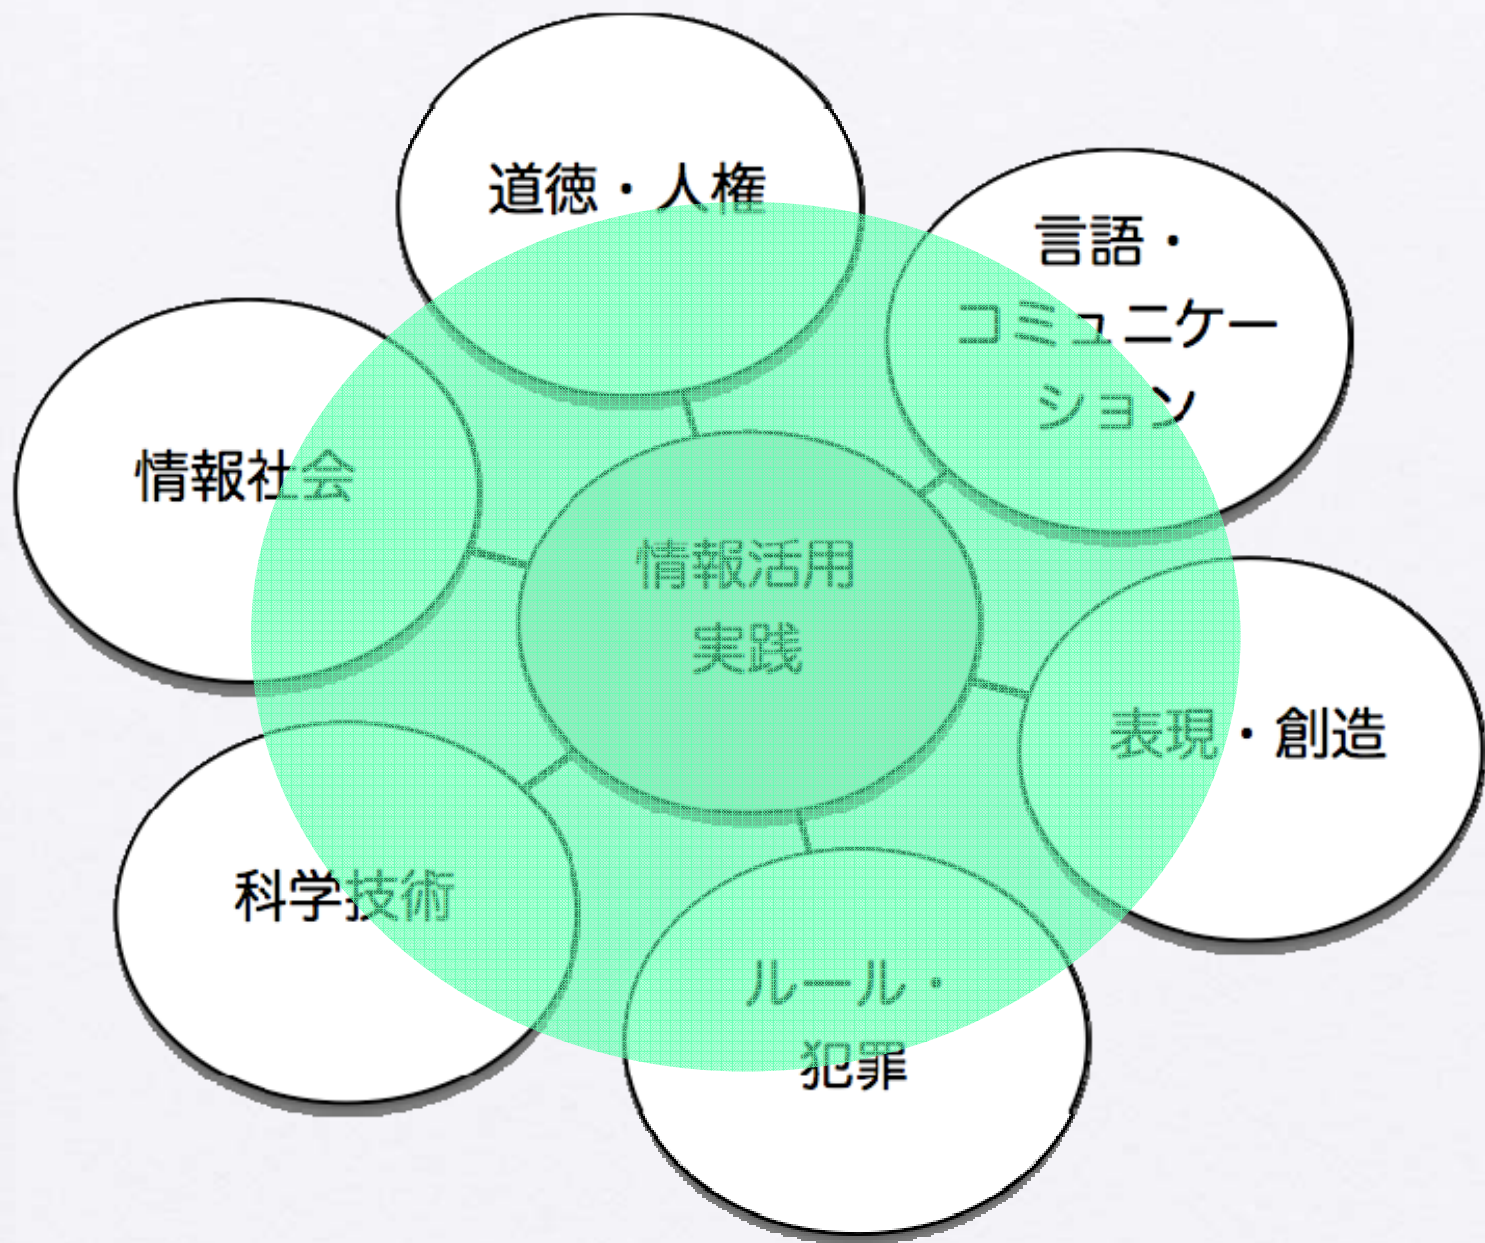 道徳・人権
言語・
コミュニケー
ション
情報社会
情報活用
実践
表現・創造
科学技術
ルール・
犯罪